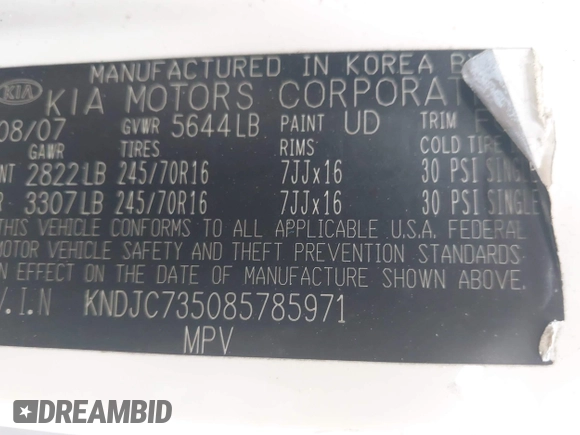 MANUFACTURED IN KOREA BY
KIA KIA MOTORS CORPORAT
08/07 GVWR 5644LB PAINT UD TRIM
GAWR TIRES RIMS COLD TIRE
NT 2822LB 245/70R16 7JJx16 30 PSI SINGLE
R 3307LB 245/70R16 7JJx16 30 PSI SINGLE
THIS VEHICLE CONFORMS TO ALL APPLICABLE U.S.A. FEDERAL
MOTOR VEHICLE SAFETY AND THEFT PREVENTION STANDARDS
IN EFFECT ON THE DATE OF MANUFACTURE SHOWN ABOVE.
V.I.N KNDJC735085785971
MPV
DREAMBID